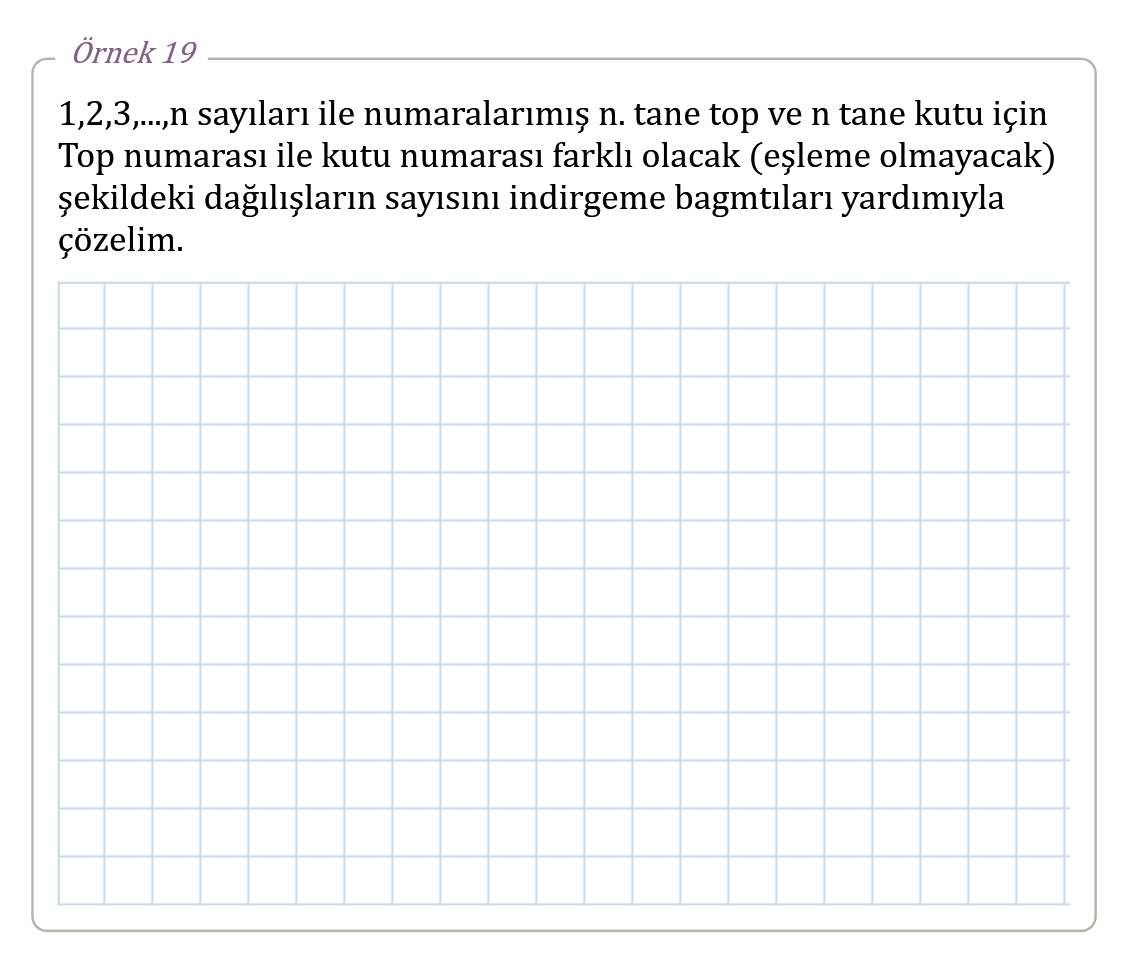 Örnek 19
1,2,3,...,n sayıları ile numaralarımış n. tane top ve n tane kutu için
Top numarası ile kutu numarası farklı olacak (eşleme olmayacak)
şekildeki dağılışların sayısını indirgeme bagmtıları yardımıyla
çözelim.